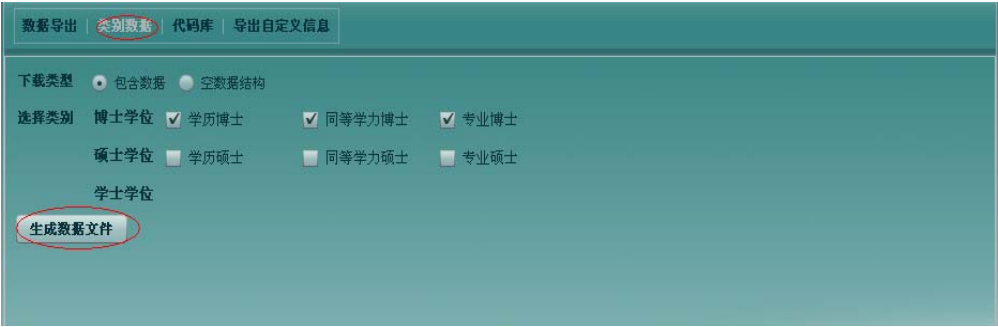 数据导出 | 类别数据 | 代码库 | 导出自定义信息
下载类型 包含数据 空数据结构
选择类别 博士学位 学历博士 同等学力博士 专业博士
硕士学位 学历硕士 同等学力硕士 专业硕士
学士学位
生成数据文件